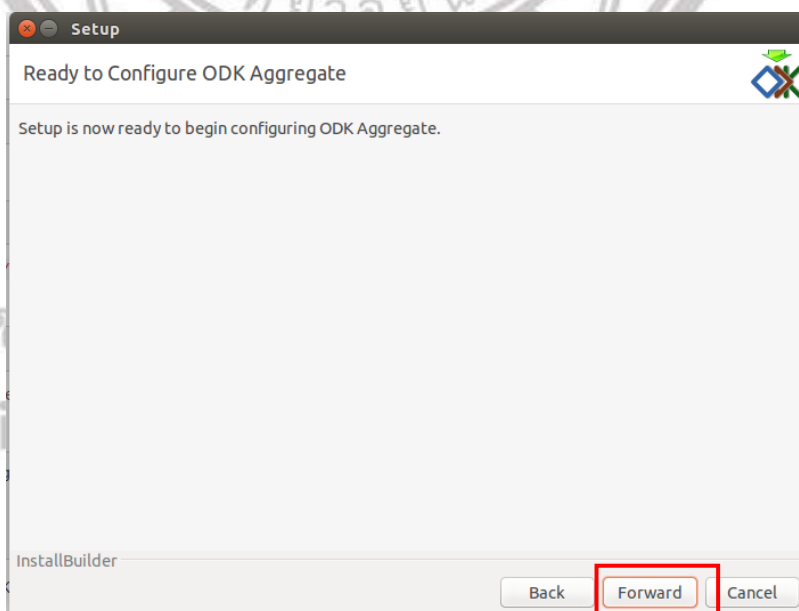 Setup
Ready to Configure ODK Aggregate
Setup is now ready to begin configuring ODK Aggregate.
InstallBuilder
Back Forward Cancel